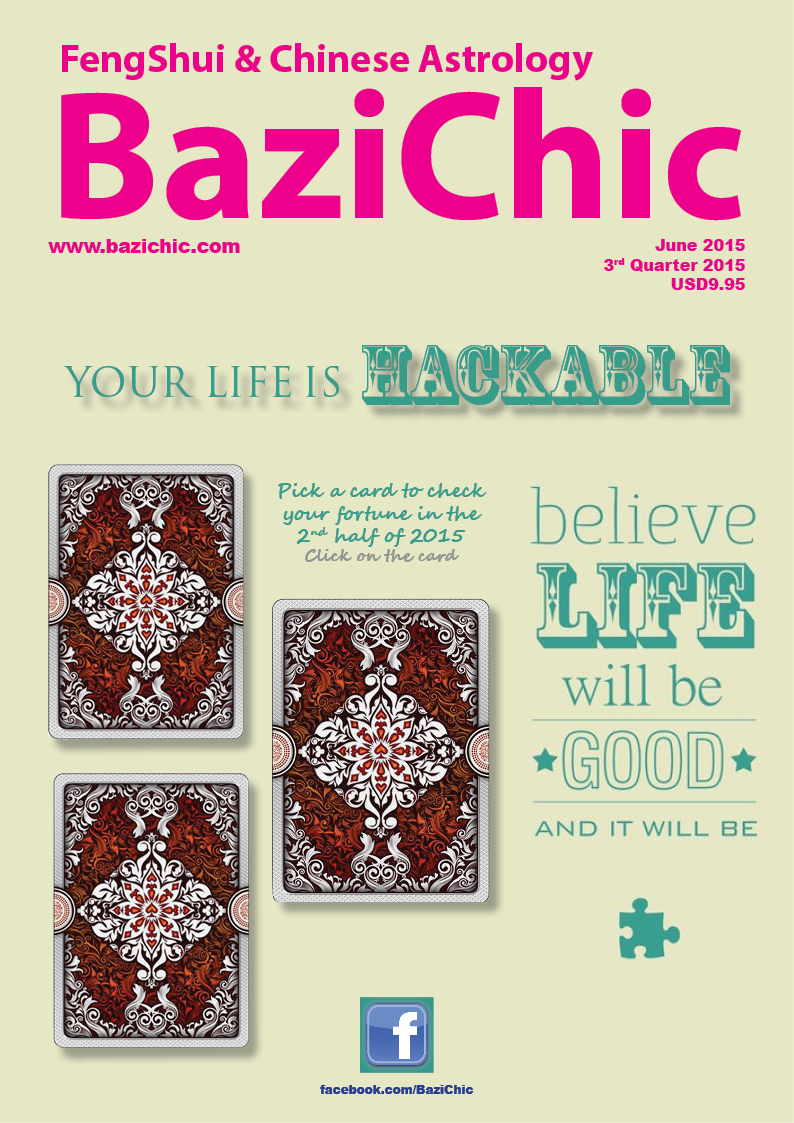 FengShui & Chinese Astrology
BaziChic
www.bazichic.com
June 2015
3rd Quarter 2015
USD9.95
YOUR LIFE IS HACKABLE
Pick a card to check
your fortune in the
2nd half of 2015
Click on the card
believe
LIFE
will be
GOOD
AND IT WILL BE
f
facebook.com/BaziChic